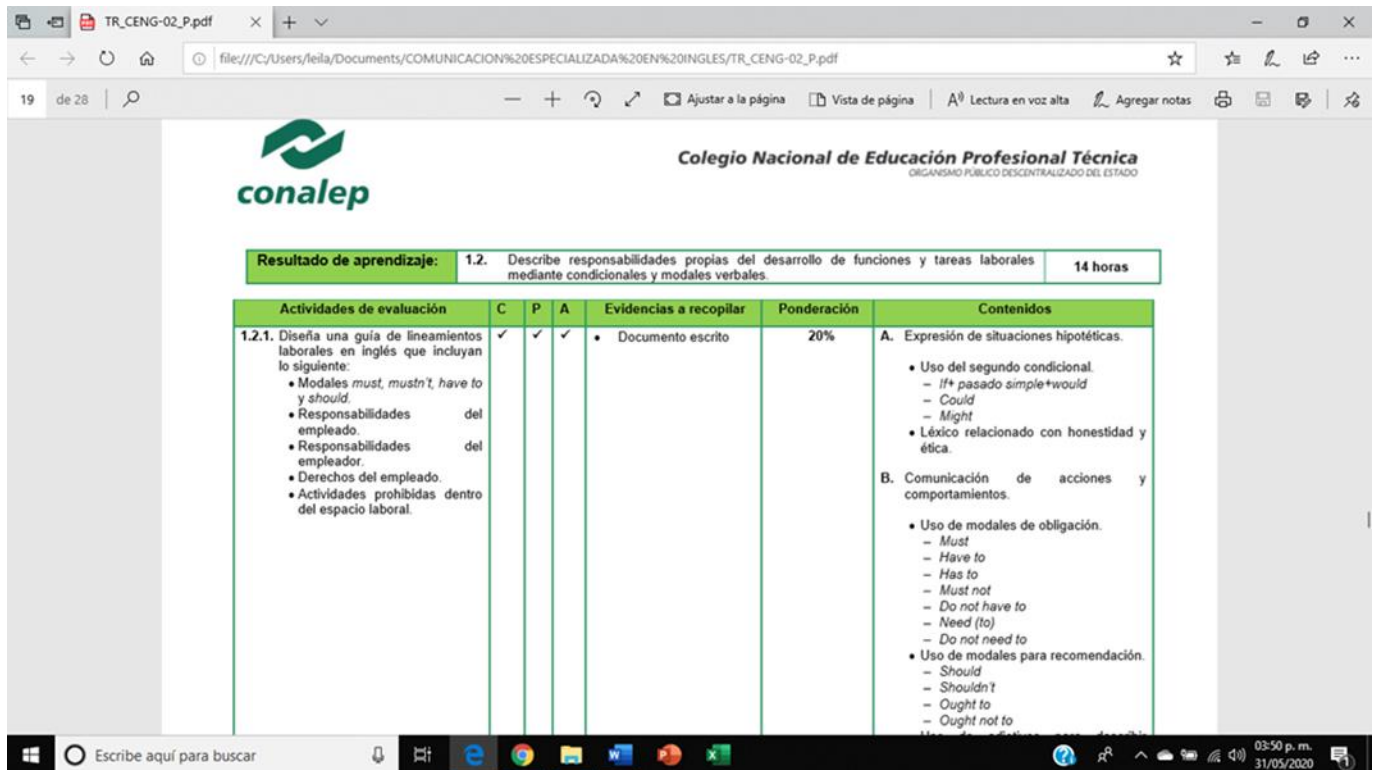 TR_CENG-02_P.pdf
file:///C:/Users/leila/Documents/COMUNICACION%20ESPECIALIZADA%20EN%20INGLES/TR_CENG-02_P.pdf
19 de 28
Ajustar a la página
Vista de página
Lectura en voz alta
Agregar notas
conalep
Colegio Nacional de Educación Profesional Técnica
ORGANISMO PÚBLICO DESCENTRALIZADO DEL ESTADO
Resultado de aprendizaje:
1.2. Describe responsabilidades propias del desarrollo de funciones y tareas laborales
mediante condicionales y modales verbales.
14 horas
Actividades de evaluación
C
P
A
Evidencias a recopilar
Ponderación
Contenidos
1.2.1. Diseña una guía de lineamientos
laborales en inglés que incluyan
lo siguiente:
• Modales must, mustn't, have to
y should.
• Responsabilidades del
empleado.
• Responsabilidades del
empleador.
• Derechos del empleado.
• Actividades prohibidas dentro
del espacio laboral.
✓
✓
✓
• Documento escrito
20%
A. Expresión de situaciones hipotéticas.
• Uso del segundo condicional.
– If+ pasado simple+would
– Could
– Might
• Léxico relacionado con honestidad y
ética.
B. Comunicación de acciones y
comportamientos.
• Uso de modales de obligación.
– Must
– Have to
– Has to
– Must not
– Do not have to
– Need (to)
– Do not need to
• Uso de modales para recomendación.
– Should
– Shouldn't
– Ought to
– Ought not to
Escribe aquí para buscar
03:50 p. m.
31/05/2020